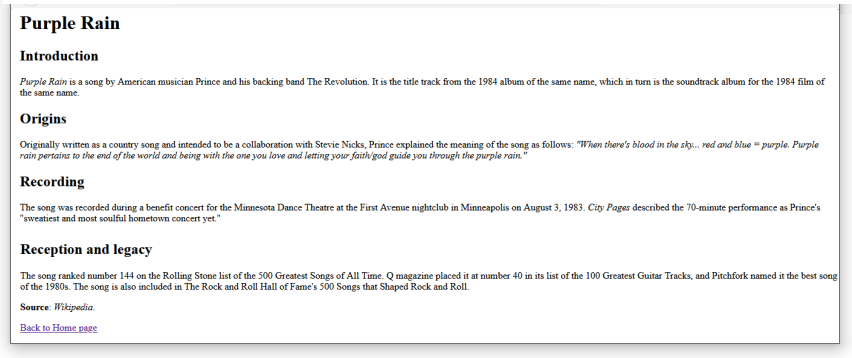 Purple Rain
Introduction
Purple Rain is a song by American musician Prince and his backing band The Revolution. It is the title track from the 1984 album of the same name, which in turn is the soundtrack album for the 1984 film of
the same name.
Origins
Originally written as a country song and intended to be a collaboration with Stevie Nicks, Prince explained the meaning of the song as follows: "When there's blood in the sky... red and blue = purple. Purple
rain pertains to the end of the world and being with the one you love and letting your faith/god guide you through the purple rain."
Recording
The song was recorded during a benefit concert for the Minnesota Dance Theatre at the First Avenue nightclub in Minneapolis on August 3, 1983. City Pages described the 70-minute performance as Prince's
"sweatiest and most soulful hometown concert yet."
Reception and legacy
The song ranked number 144 on the Rolling Stone list of the 500 Greatest Songs of All Time. Q magazine placed it at number 40 in its list of the 100 Greatest Guitar Tracks, and Pitchfork named it the best song
of the 1980s. The song is also included in The Rock and Roll Hall of Fame's 500 Songs that Shaped Rock and Roll.
Source: Wikipedia.
Back to Home page